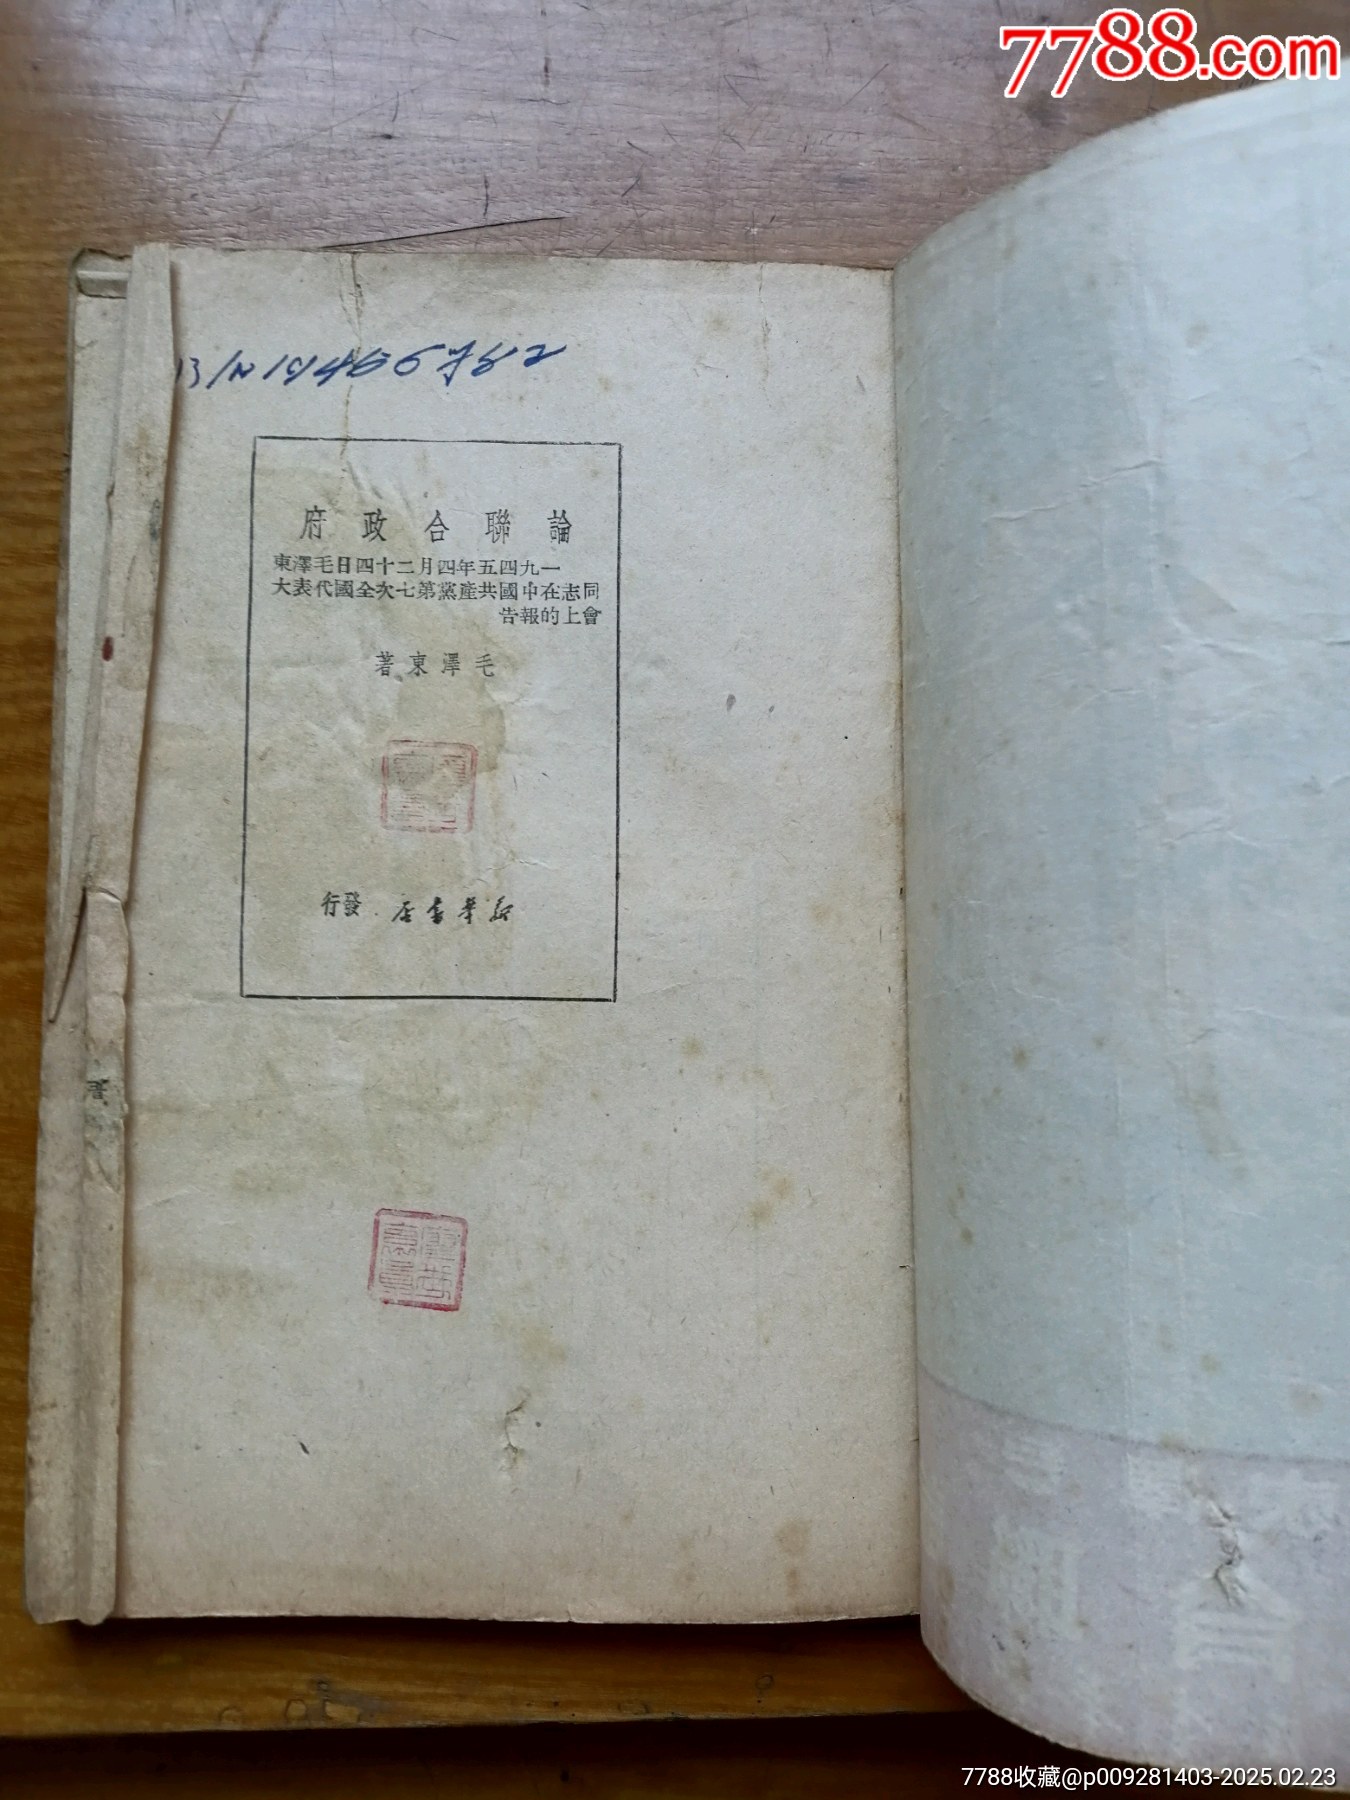 7788.com
論聯合政府
一九四五年四月二十四日毛澤東
同志在中國共產黨第七次全國代表大
會上的報告
毛澤東著
新華書店 發行
7788收藏@p009281403-2025.02.23